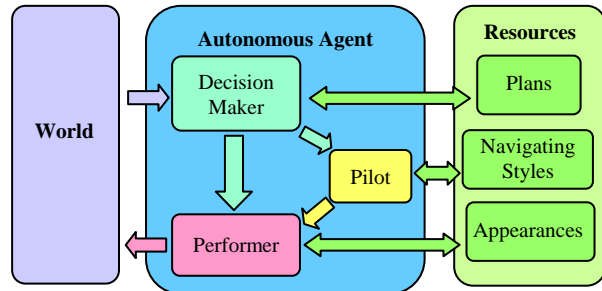 World
Autonomous Agent
Decision
Maker
Pilot
Performer
Resources
Plans
Navigating
Styles
Appearances